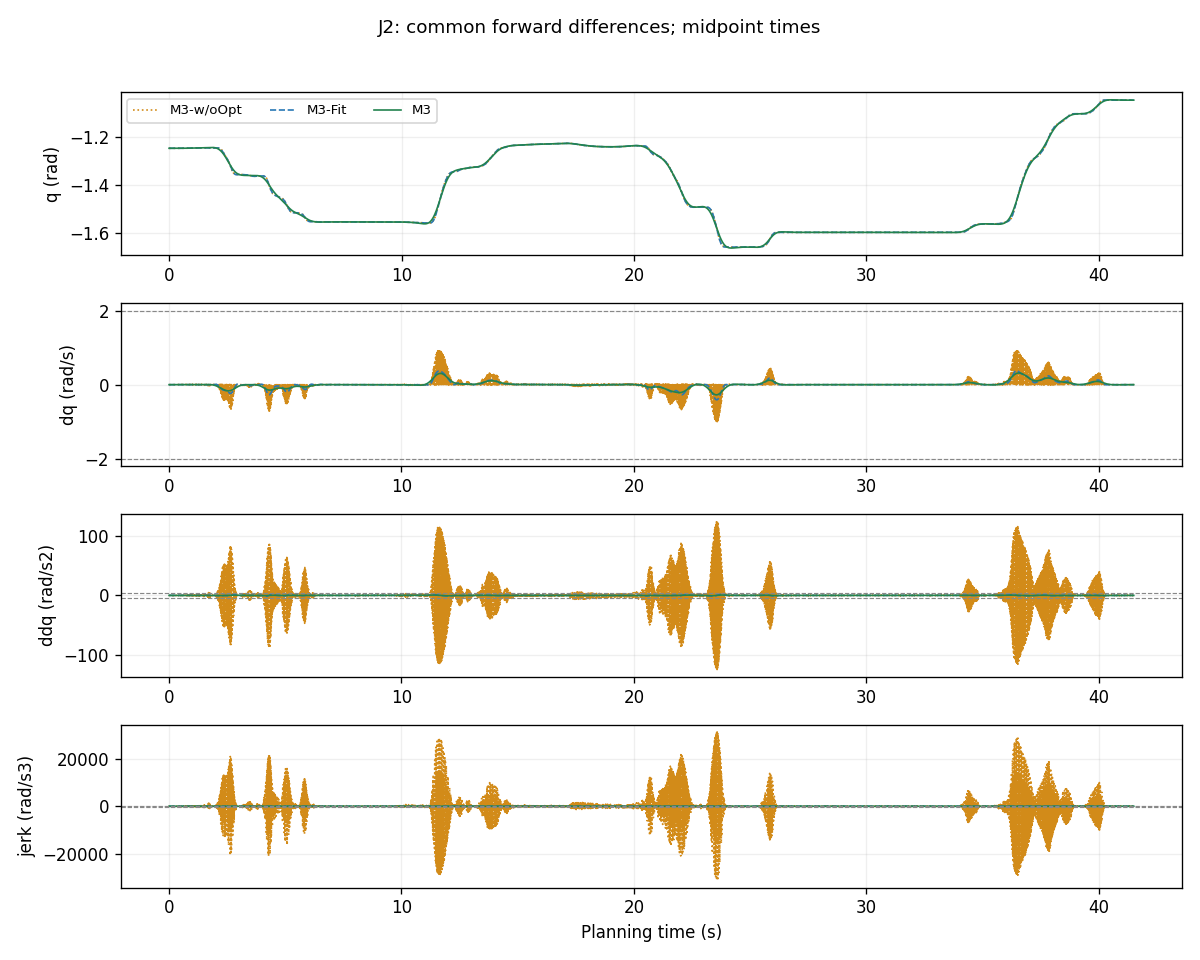 J2: common forward differences; midpoint times
M3-w/oOpt M3-Fit M3
q (rad)
−1.2
−1.4
−1.6
0 10 20 30 40
dq (rad/s)
2
0
−2
0 10 20 30 40
ddq (rad/s2)
100
0
−100
0 10 20 30 40
jerk (rad/s3)
20000
0
−20000
0 10 20 30 40
Planning time (s)